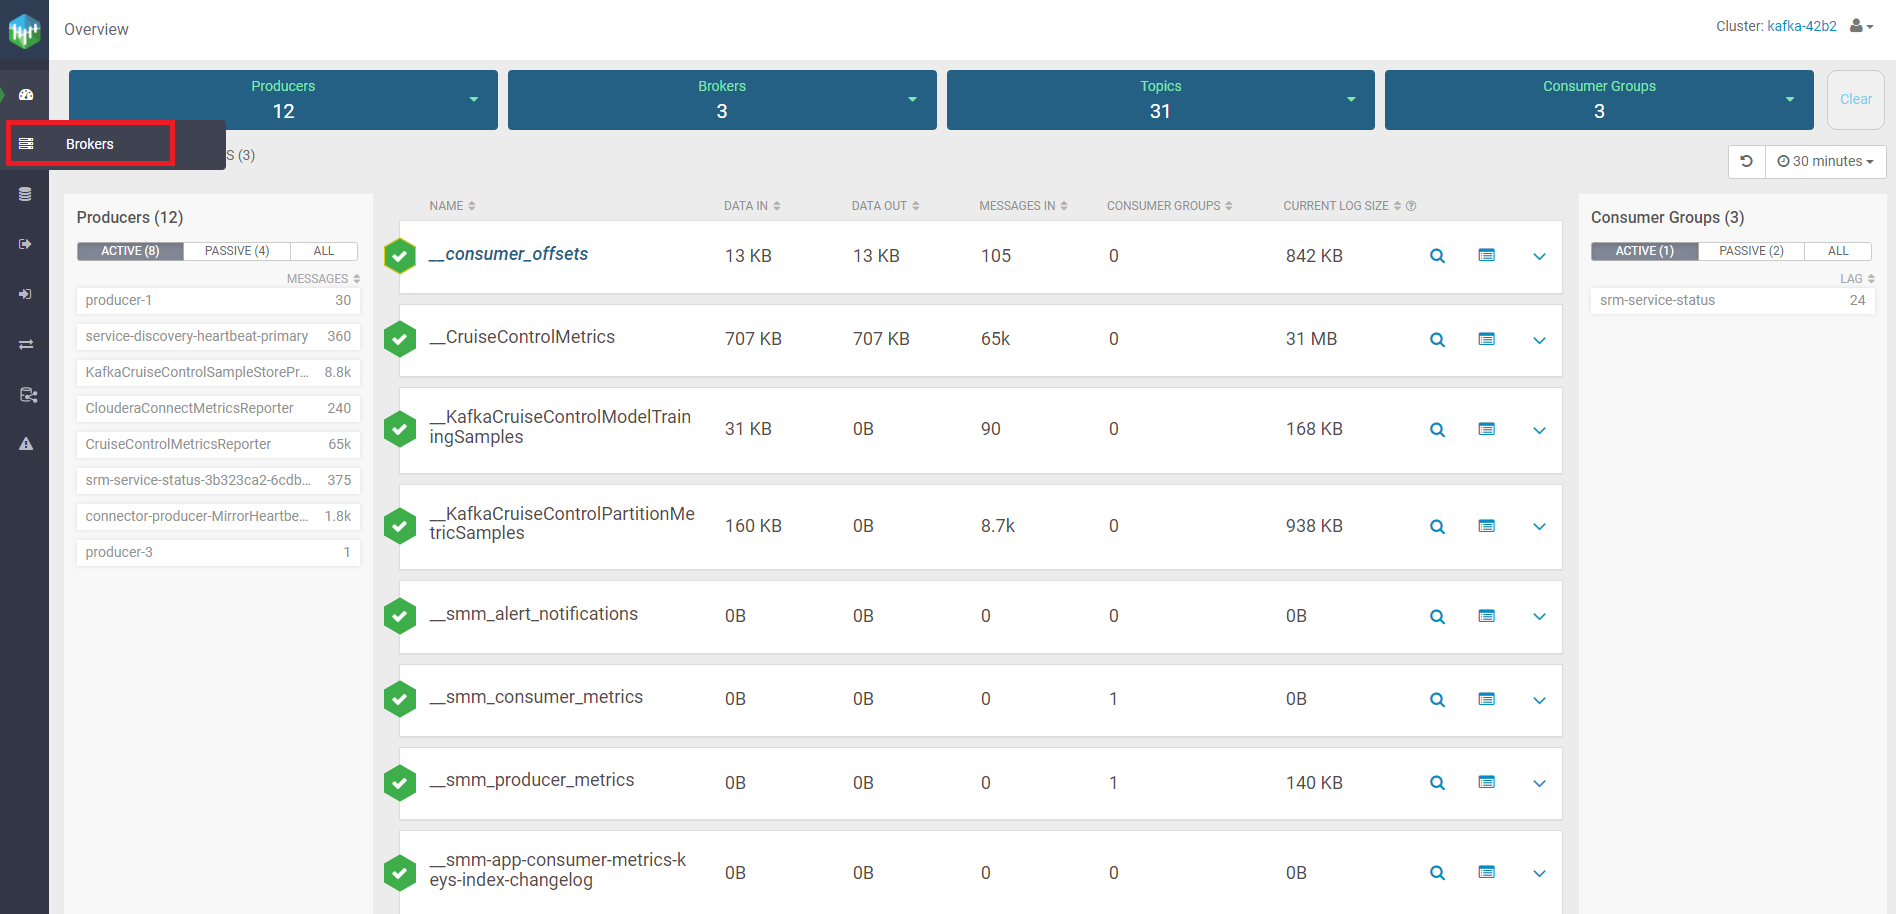 Overview
Cluster: kafka-42b2
Producers
12
Brokers
3
Topics
31
Consumer Groups
3
Clear
Brokers
S (3)
30 minutes
Producers (12)
ACTIVE (8) PASSIVE (4) ALL
MESSAGES
producer-1 30
service-discovery-heartbeat-primary 360
KafkaCruiseControlSampleStorePr... 8.8k
ClouderaConnectMetricsReporter 240
CruiseControlMetricsReporter 65k
srm-service-status-3b323ca2-6cdb... 375
connector-producer-MirrorHeartbe... 1.8k
producer-3 1
NAME DATA IN DATA OUT MESSAGES IN CONSUMER GROUPS CURRENT LOG SIZE
__consumer_offsets 13 KB 13 KB 105 0 842 KB
__CruiseControlMetrics 707 KB 707 KB 65k 0 31 MB
__KafkaCruiseControlModelTrain
ingSamples 31 KB 0B 90 0 168 KB
__KafkaCruiseControlPartitionMe
tricSamples 160 KB 0B 8.7k 0 938 KB
__smm_alert_notifications 0B 0B 0 0 0B
__smm_consumer_metrics 0B 0B 0 1 0B
__smm_producer_metrics 0B 0B 0 1 140 KB
__smm-app-consumer-metrics-k
eys-index-changelog 0B 0B 0 0 0B
Consumer Groups (3)
ACTIVE (1) PASSIVE (2) ALL
LAG
srm-service-status 24